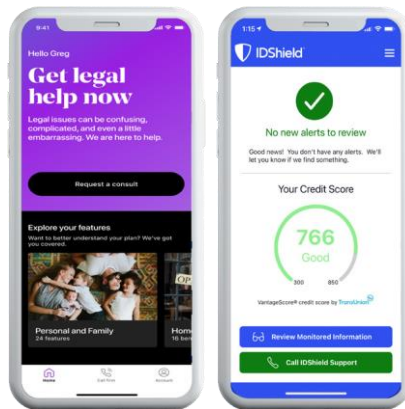 9:41
Hello Greg
Get legal
help now
Legal issues can be confusing,
complicated, and even a little
embarrassing. We are here to help.
Request a consult
Explore your features
Want to better understand your plan? We've got
you covered.
Personal and Family
24 features
Hom
16 ben
Home
Call Firm
Account
1:15
IDShield
No new alerts to review
Good news! You don't have any alerts. We'll
let you know if we find something.
Your Credit Score
766
Good
300
850
VantageScore® credit score by TransUnion
Review Monitored Information
Call IDShield Support